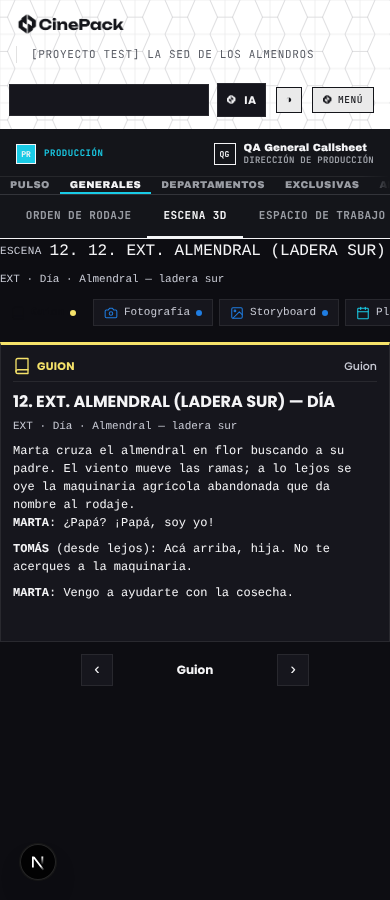 CinePack
[PROYECTO TEST] LA SED DE LOS ALMENDROS
IA
MENÚ
PR PRODUCCIÓN
QG QA General Callsheet
DIRECCIÓN DE PRODUCCIÓN
PULSO GENERALES DEPARTAMENTOS EXCLUSIVAS A
ORDEN DE RODAJE ESCENA 3D ESPACIO DE TRABAJO
ESCENA 12. 12. EXT. ALMENDRAL (LADERA SUR)
EXT · Día · Almendral — ladera sur
Fotografía Storyboard Pl
GUION Guion
12. EXT. ALMENDRAL (LADERA SUR) — DÍA
EXT · Día · Almendral — ladera sur
Marta cruza el almendral en flor buscando a su
padre. El viento mueve las ramas; a lo lejos se
oye la maquinaria agrícola abandonada que da
nombre al rodaje.
MARTA: ¿Papá? ¡Papá, soy yo!
TOMÁS (desde lejos): Acá arriba, hija. No te
acerques a la maquinaria.
MARTA: Vengo a ayudarte con la cosecha.
‹ Guion ›
N